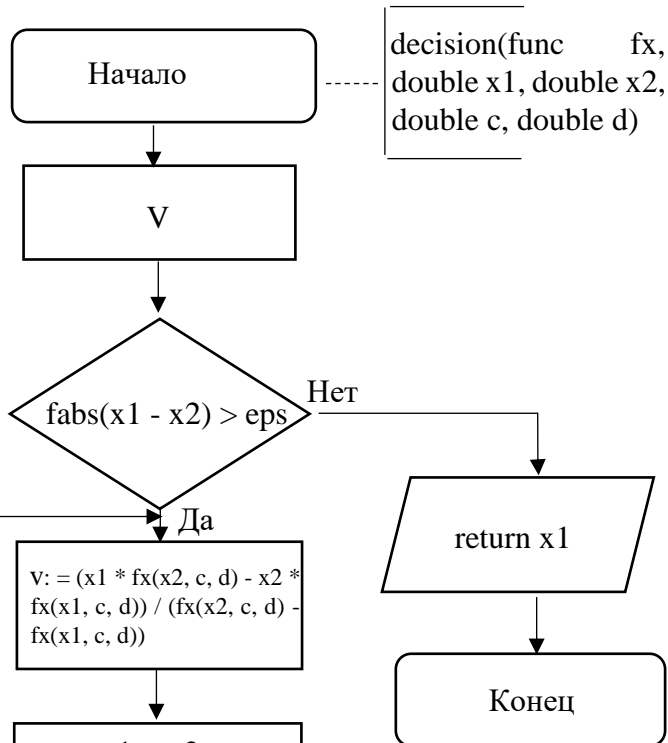 Начало
decision(func fx,
double x1, double x2,
double c, double d)
V
fabs(x1 - x2) > eps
Нет
Да
return x1
v: = (x1 * fx(x2, c, d) - x2 *
fx(x1, c, d)) / (fx(x2, c, d) -
fx(x1, c, d))
Конец